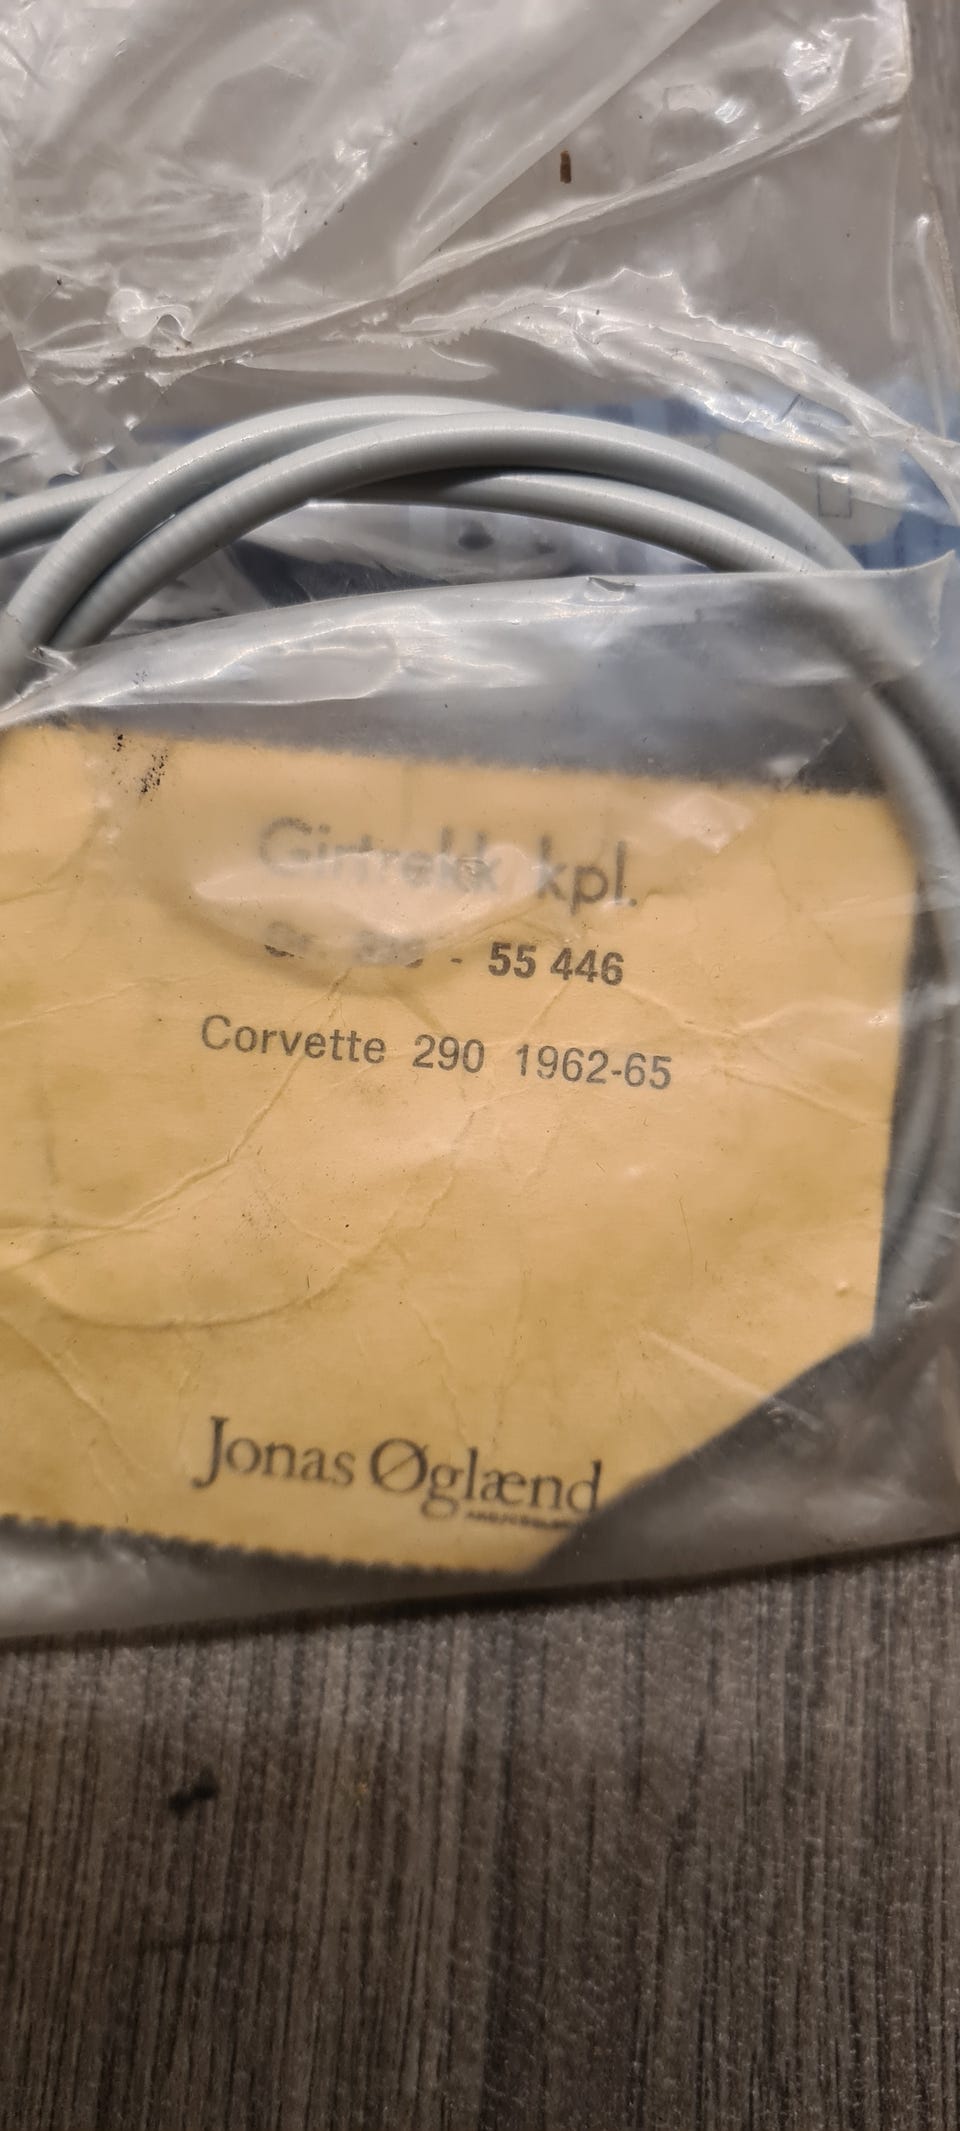 Girtrekk kpl.
- 55 446
Corvette 290 1962-65
Jonas Øglænd